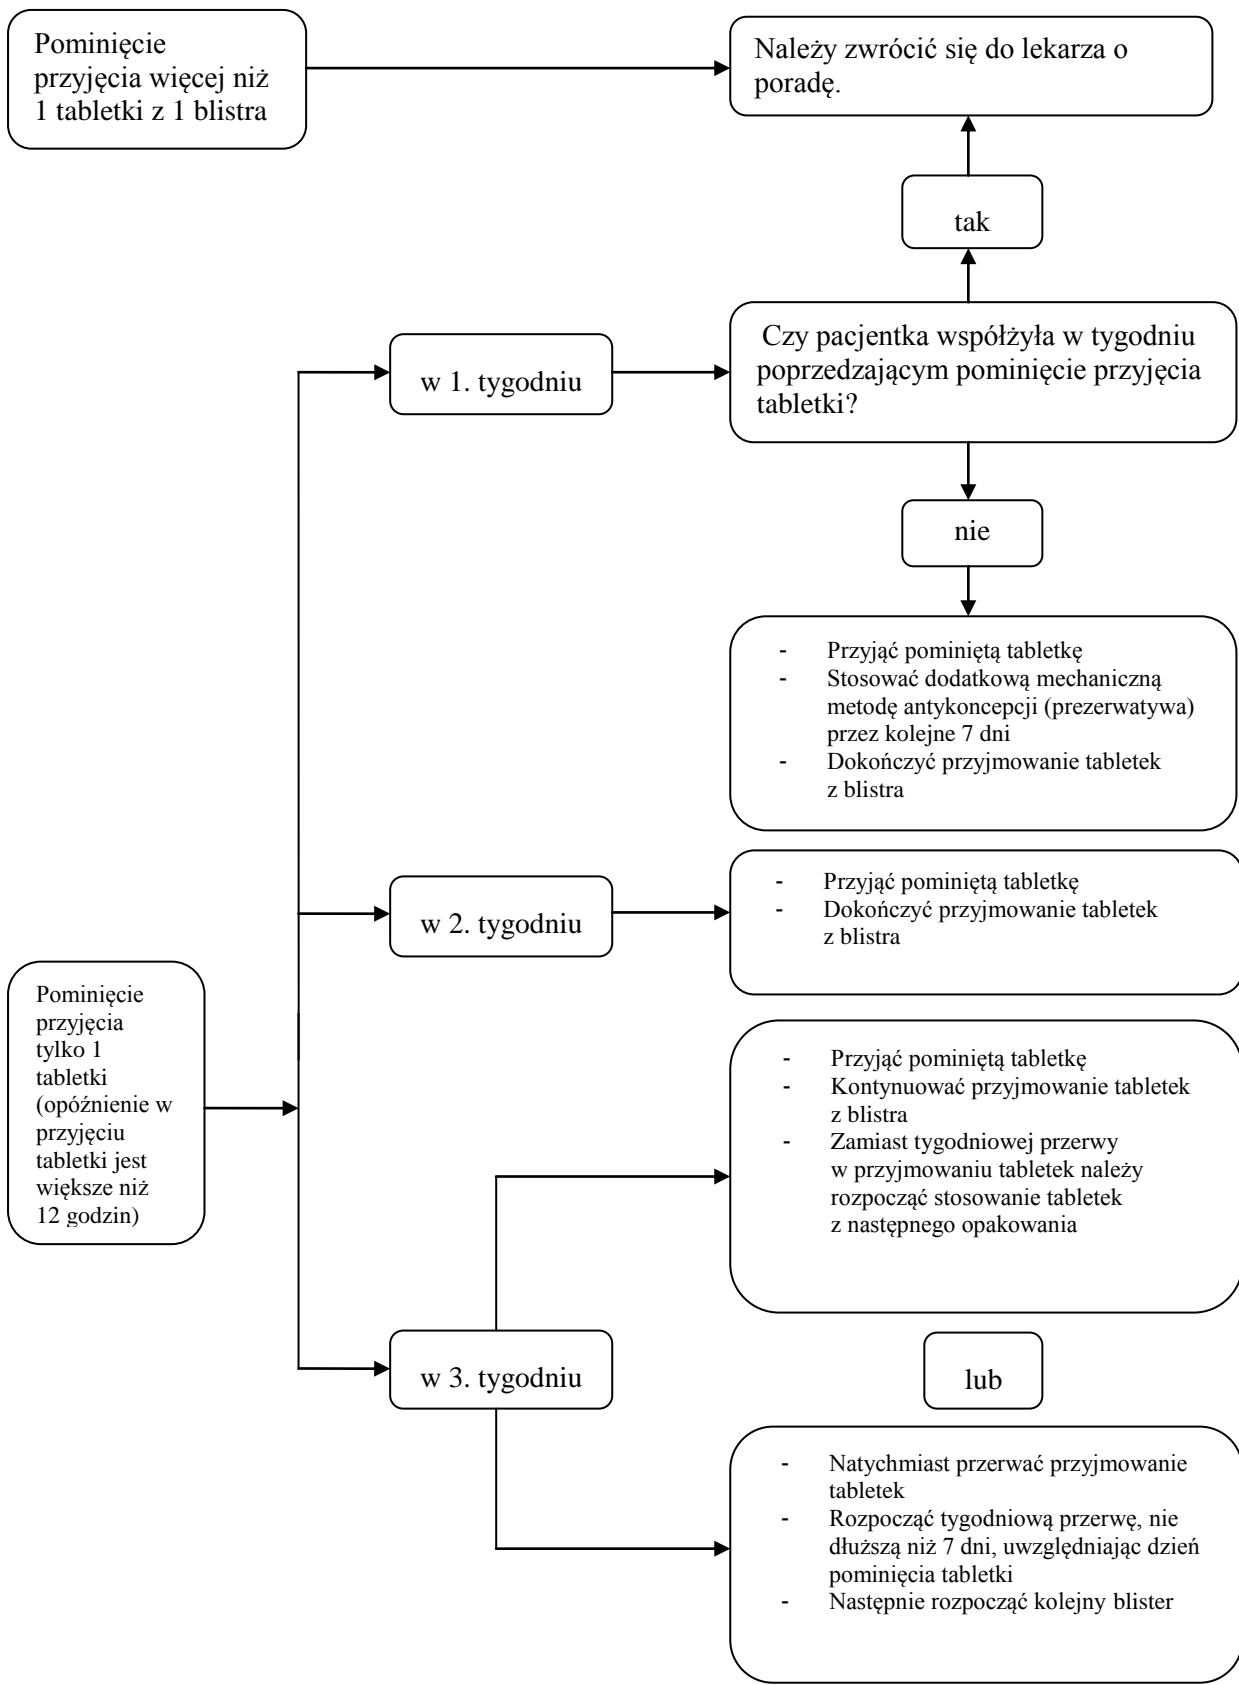 Pominięcie
przyjęcia więcej niż
1 tabletki z 1 blistra
Należy zwrócić się do lekarza o
poradę.
tak
w 1. tygodniu
Czy pacjentka współżyła w tygodniu
poprzedzającym pominięcie przyjęcia
tabletki?
nie
- Przyjąć pominiętą tabletkę
- Stosować dodatkową mechaniczną
metodę antykoncepcji (prezerwatywa)
przez kolejne 7 dni
- Dokończyć przyjmowanie tabletek
z blistra
w 2. tygodniu
- Przyjąć pominiętą tabletkę
- Dokończyć przyjmowanie tabletek
z blistra
Pominięcie
przyjęcia
tylko 1
tabletki
(opóźnienie w
przyjęciu
tabletki jest
większe niż
12 godzin)
- Przyjąć pominiętą tabletkę
- Kontynuować przyjmowanie tabletek
z blistra
- Zamiast tygodniowej przerwy
w przyjmowaniu tabletek należy
rozpocząć stosowanie tabletek
z następnego opakowania
w 3. tygodniu
lub
- Natychmiast przerwać przyjmowanie
tabletek
- Rozpocząć tygodniową przerwę, nie
dłuższą niż 7 dni, uwzględniając dzień
pominięcia tabletki
- Następnie rozpocząć kolejny blister